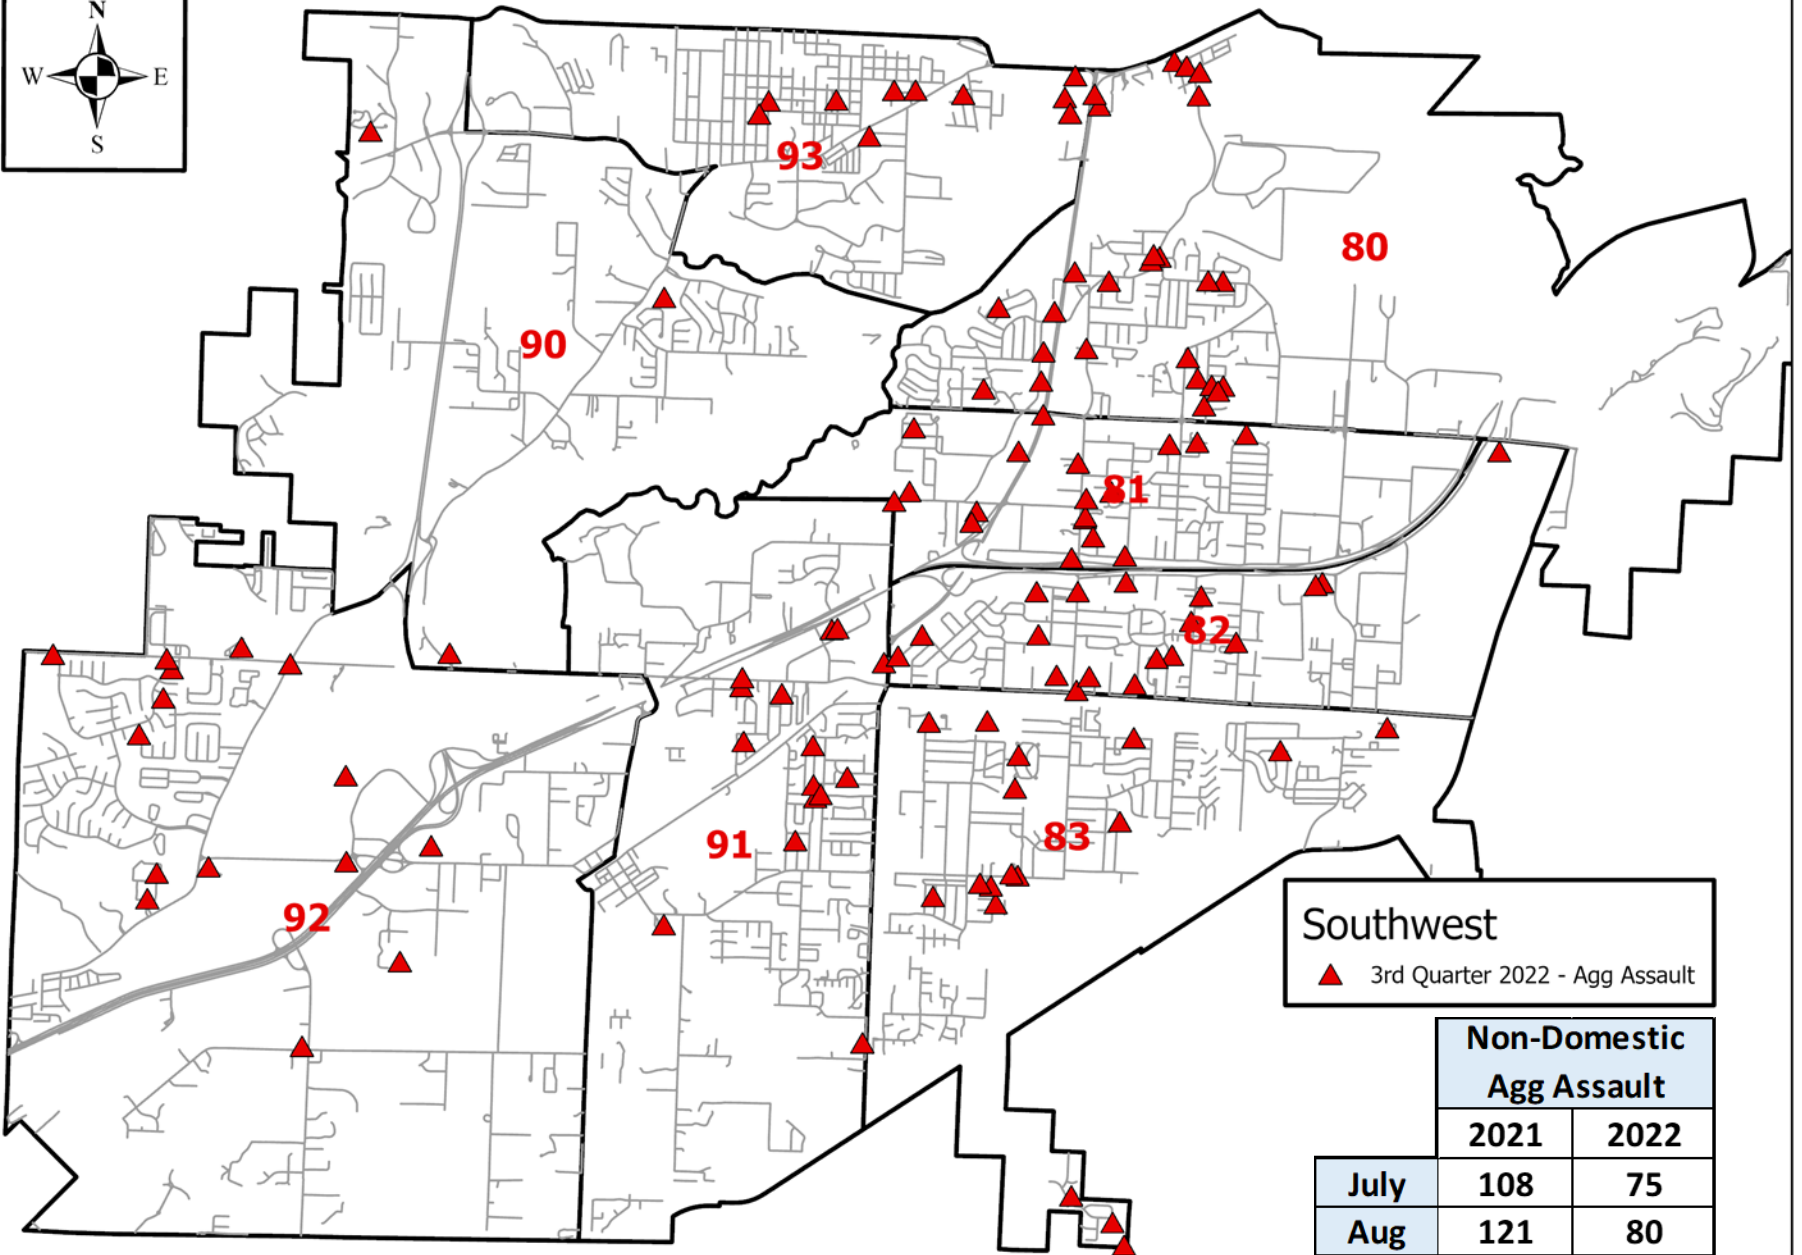 N
W E
S
93
80
90
81
82
91
83
92
Southwest
3rd Quarter 2022 - Agg Assault
Non-Domestic
Agg Assault
2021 2022
July 108 75
Aug 121 80